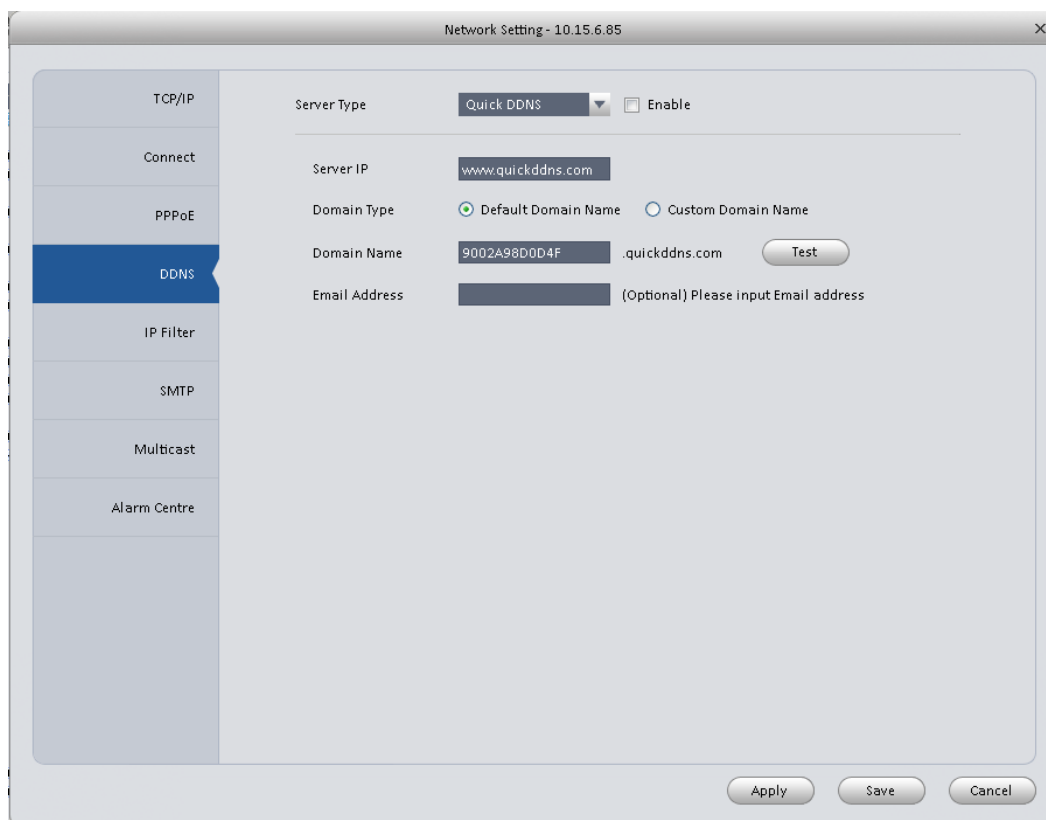 Network Setting - 10.15.6.85
TCP/IP
Connect
PPPoE
DDNS
IP Filter
SMTP
Multicast
Alarm Centre
Server Type Quick DDNS Enable
Server IP www.quickddns.com
Domain Type Default Domain Name Custom Domain Name
Domain Name 9002A98D0D4F .quickddns.com Test
Email Address (Optional) Please input Email address
Apply Save Cancel